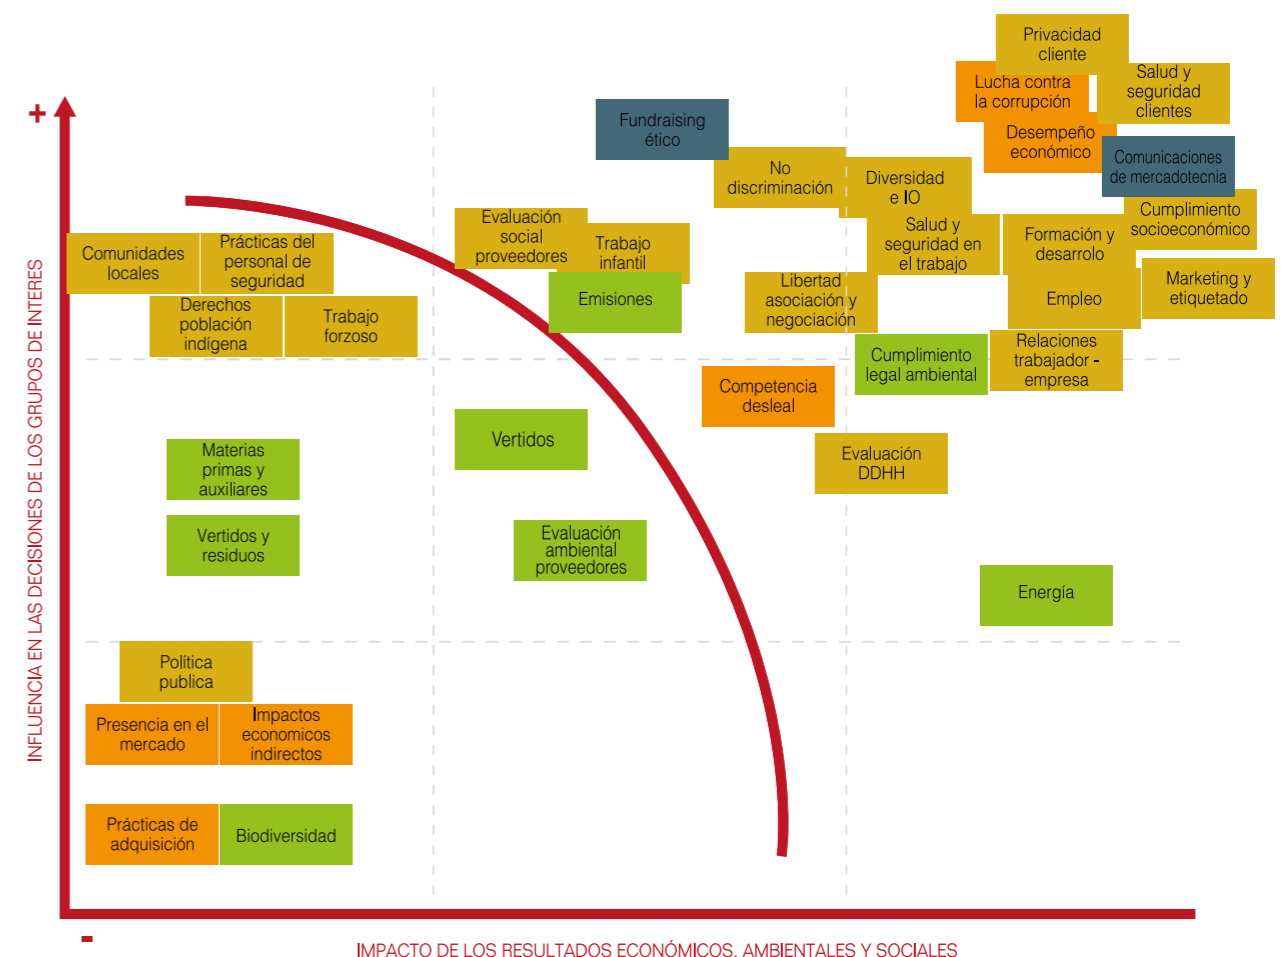 Privacidad
cliente
Lucha contra
la corrupción
Salud y
seguridad
clientes
Desempeño
económico
Fundraising
ético
Comunicaciones
de mercadotecnia
No
discriminación
Diversidad
e IO
Cumplimiento
socioeconómico
Evaluación
social
proveedores
Trabajo
infantil
Salud y
seguridad en
el trabajo
Formación y
desarrolo
Comunidades
locales
Prácticas del
personal de
seguridad
Emisiones
Libertad
asociación y
negociación
Empleo
Marketing y
etiquetado
Derechos
población
indígena
Trabajo
forzoso
Cumplimiento
legal ambiental
Relaciones
trabajador -
empresa
Competencia
desleal
Vertidos
Evaluación
DDHH
Materias
primas y
auxiliares
Vertidos y
residuos
Evaluación
ambiental
proveedores
Energía
Política
publica
Presencia en el
mercado
Impactos
economicos
indirectos
Prácticas de
adquisición
Biodiversidad
+
INFLUENCIA EN LAS DECISIONES DE LOS GRUPOS DE INTERES
-
IMPACTO DE LOS RESULTADOS ECONÓMICOS. AMBIENTALES Y SOCIALES